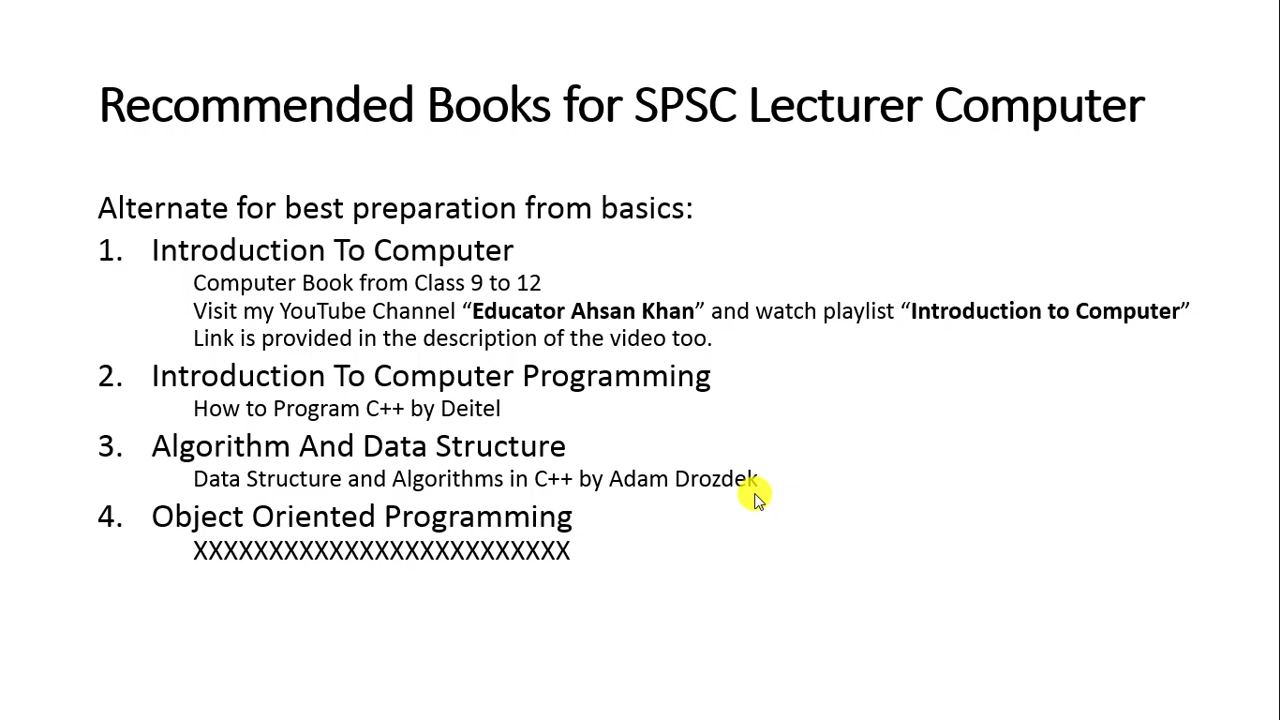 Recommended Books for SPSC Lecturer Computer
Alternate for best preparation from basics:
1. Introduction To Computer
Computer Book from Class 9 to 12
Visit my YouTube Channel “Educator Ahsan Khan” and watch playlist “Introduction to Computer”
Link is provided in the description of the video too.
2. Introduction To Computer Programming
How to Program C++ by Deitel
3. Algorithm And Data Structure
Data Structure and Algorithms in C++ by Adam Drozdek
4. Object Oriented Programming
XXXXXXXXXXXXXXXXXXXXXXXXX